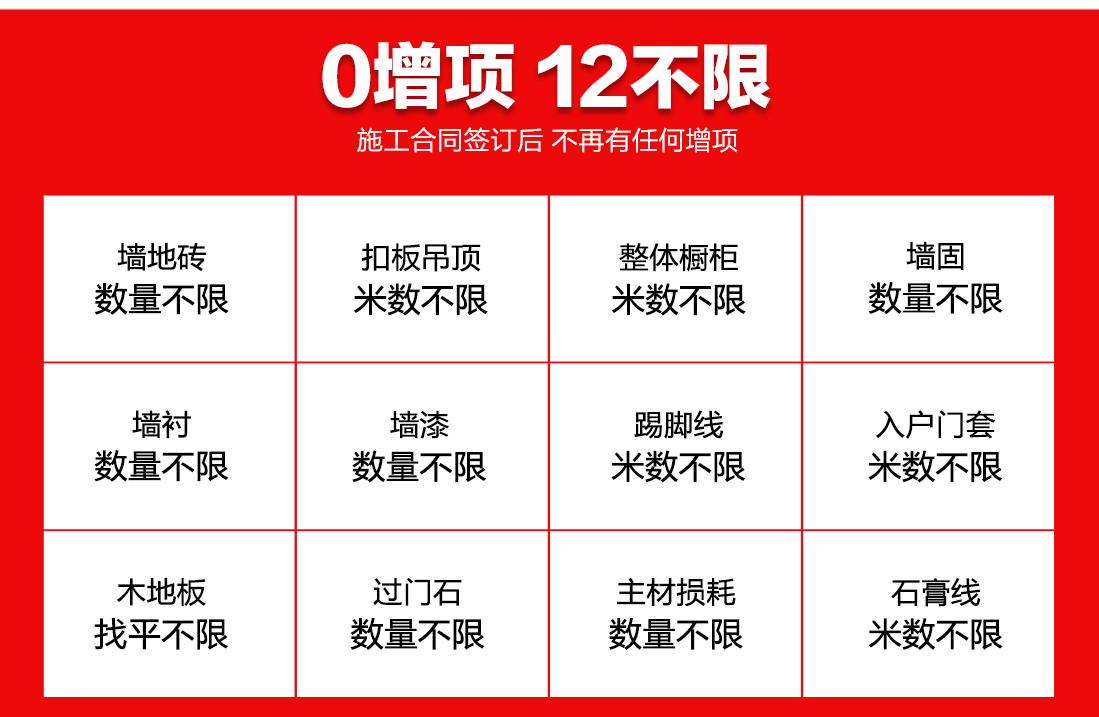 0增项 12不限
施工合同签订后 不再有任何增项
墙地砖
数量不限
扣板吊顶
米数不限
整体橱柜
米数不限
墙固
数量不限
墙衬
数量不限
墙漆
数量不限
踢脚线
米数不限
入户门套
米数不限
木地板
找平不限
过门石
数量不限
主材损耗
数量不限
石膏线
米数不限